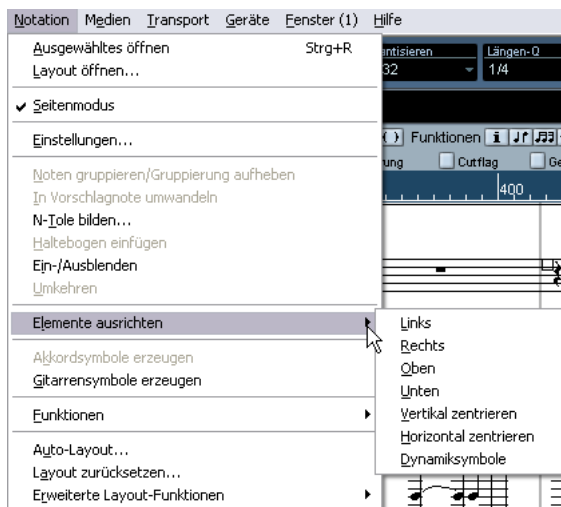 Notation Medien Transport Geräte Fenster (1) Hilfe
Ausgewähltes öffnen Strg+R
Layout öffnen...
Seitenmodus
Einstellungen...
Noten gruppieren/Gruppierung aufheben
In Vorschlagnote umwandeln
N-Tole bilden...
Haltebogen einfügen
Ein-/Ausblenden
Umkehren
Elemente ausrichten
Akkordsymbole erzeugen
Gitarrensymbole erzeugen
Funktionen
Auto-Layout...
Layout zurücksetzen...
Erweiterte Layout-Funktionen
Links
Rechts
Oben
Unten
Vertikal zentrieren
Horizontal zentrieren
Dynamiksymbole
antisieren Längen-Q
32 1/4
Funktionen i
rung Cutflag Ge
400